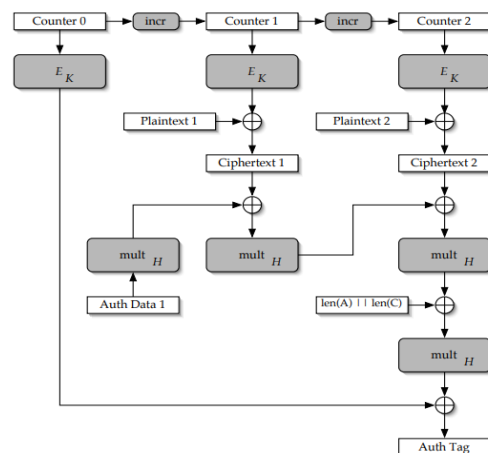 Counter 0 incr Counter 1 incr Counter 2
E K E K E K
Plaintext 1 Plaintext 2
Ciphertext 1 Ciphertext 2
mult H mult H mult H
Auth Data 1 len(A) || len(C)
mult H
Auth Tag